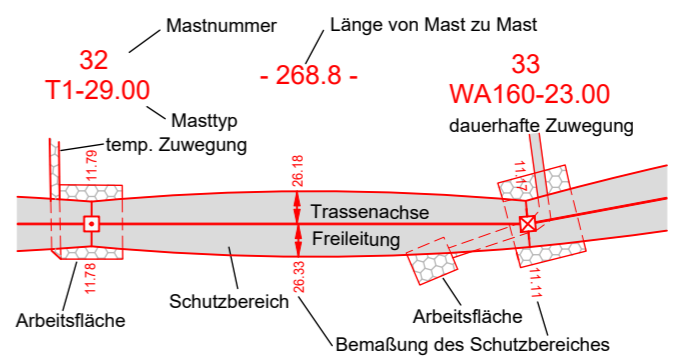 Mastnummer
Länge von Mast zu Mast
32
T1-29.00
- 268.8 -
33
WA160-23.00
Masttyp
temp. Zuwegung
dauerhafte Zuwegung
11.79
26.18
11.17
Trassenachse
Freileitung
11.78
26.33
11.11
Schutzbereich
Arbeitsfläche
Arbeitsfläche
Bemaßung des Schutzbereiches